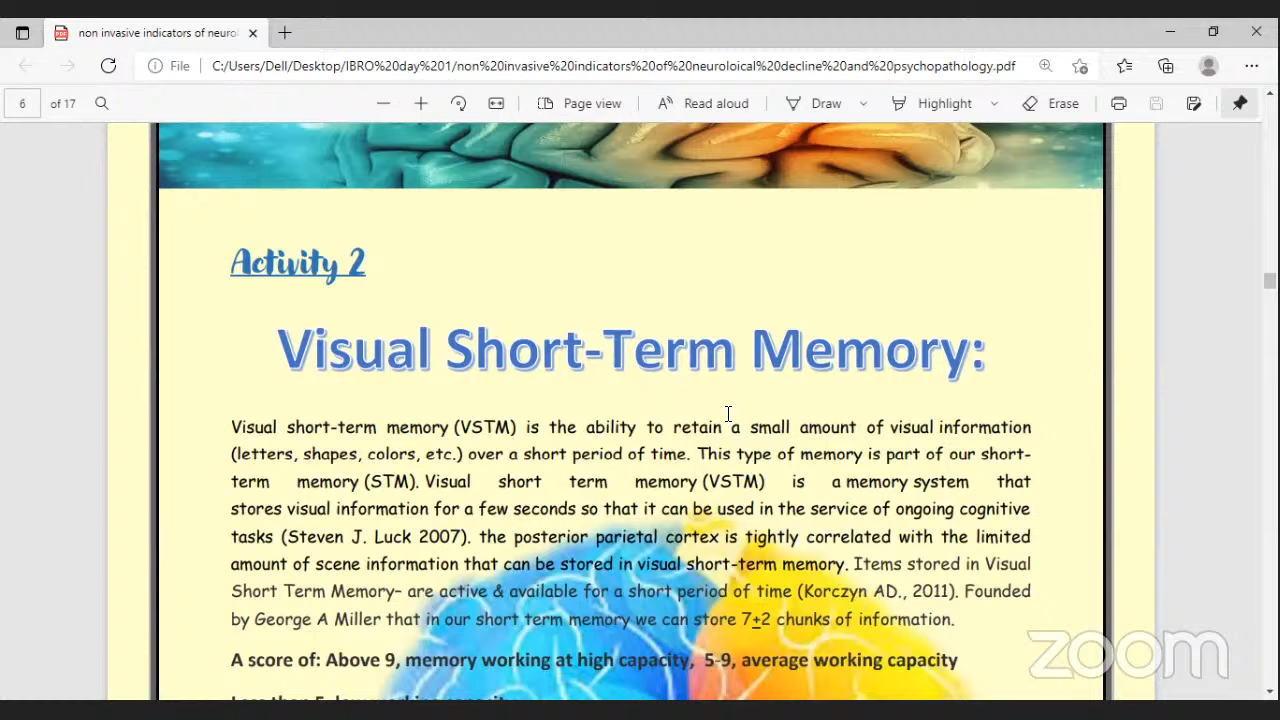 non invasive indicators of neurol
File
C:/Users/Dell/Desktop/IBRO%20day%201/non%20invasive%20indicators%20of%20neuroloical%20decline%20and%20psychopathology.pdf
6 of 17
Page view
Read aloud
Draw
Highlight
Erase
Activity 2
Visual Short-Term Memory:
Visual short-term memory (VSTM) is the ability to retain a small amount of visual information
(letters, shapes, colors, etc.) over a short period of time. This type of memory is part of our short-
term memory (STM). Visual short term memory (VSTM) is a memory system that
stores visual information for a few seconds so that it can be used in the service of ongoing cognitive
tasks (Steven J. Luck 2007). the posterior parietal cortex is tightly correlated with the limited
amount of scene information that can be stored in visual short-term memory. Items stored in Visual
Short Term Memory– are active & available for a short period of time (Korczyn AD., 2011). Founded
by George A Miller that in our short term memory we can store 7+2 chunks of information.
A score of: Above 9, memory working at high capacity, 5-9, average working capacity
Less than 5, low working capacity
zoom